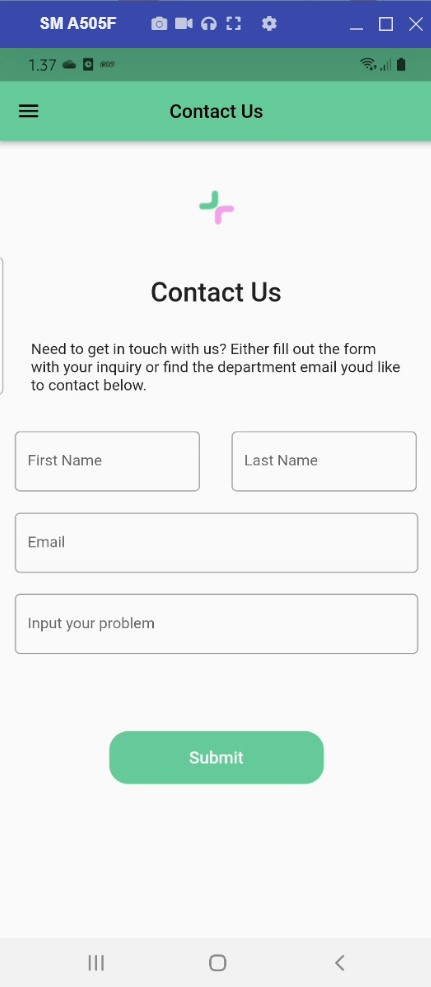 SM A505F
1.37
Contact Us
Contact Us
Need to get in touch with us? Either fill out the form
with your inquiry or find the department email youd like
to contact below.
First Name Last Name
Email
Input your problem
Submit